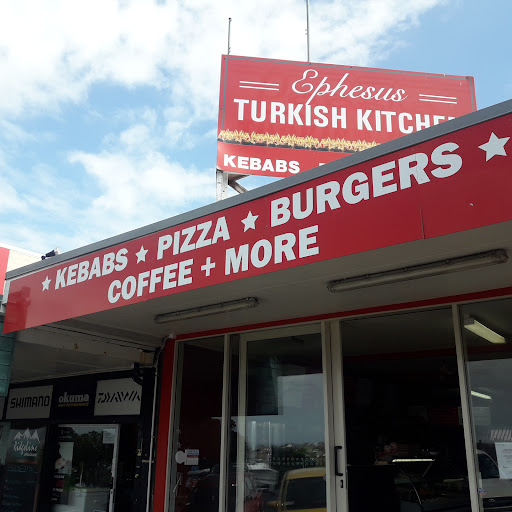 Ephesus
TURKISH KITCHEN
KEBABS
★ KEBABS ★ PIZZA ★ BURGERS ★
COFFEE + MORE
SHIMANO
okuma
DAIWA